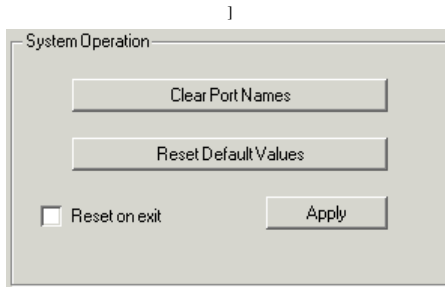 ]
System Operation
Clear Port Names
Reset Default Values
Reset on exit
Apply